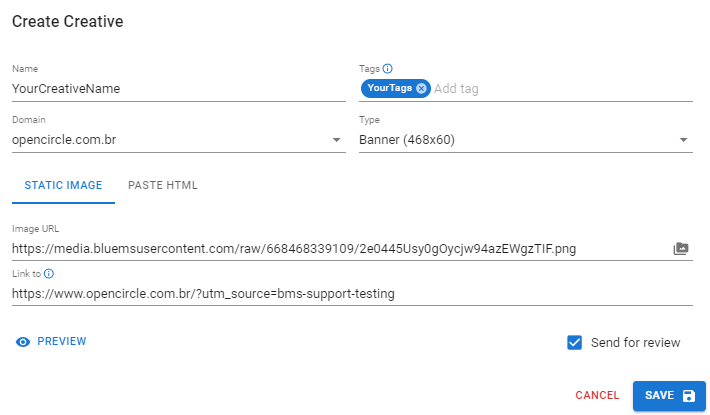 Create Creative
Name
Tags
YourCreativeName
YourTags Add tag
Domain
Type
opencircle.com.br
Banner (468x60)
STATIC IMAGE
PASTE HTML
Image URL
https://media.bluemsusercontent.com/raw/668468339109/2e0445Usy0gOycjw94azEWgzTIF.png
Link to
https://www.opencircle.com.br/?utm_source=bms-support-testing
PREVIEW
Send for review
CANCEL
SAVE